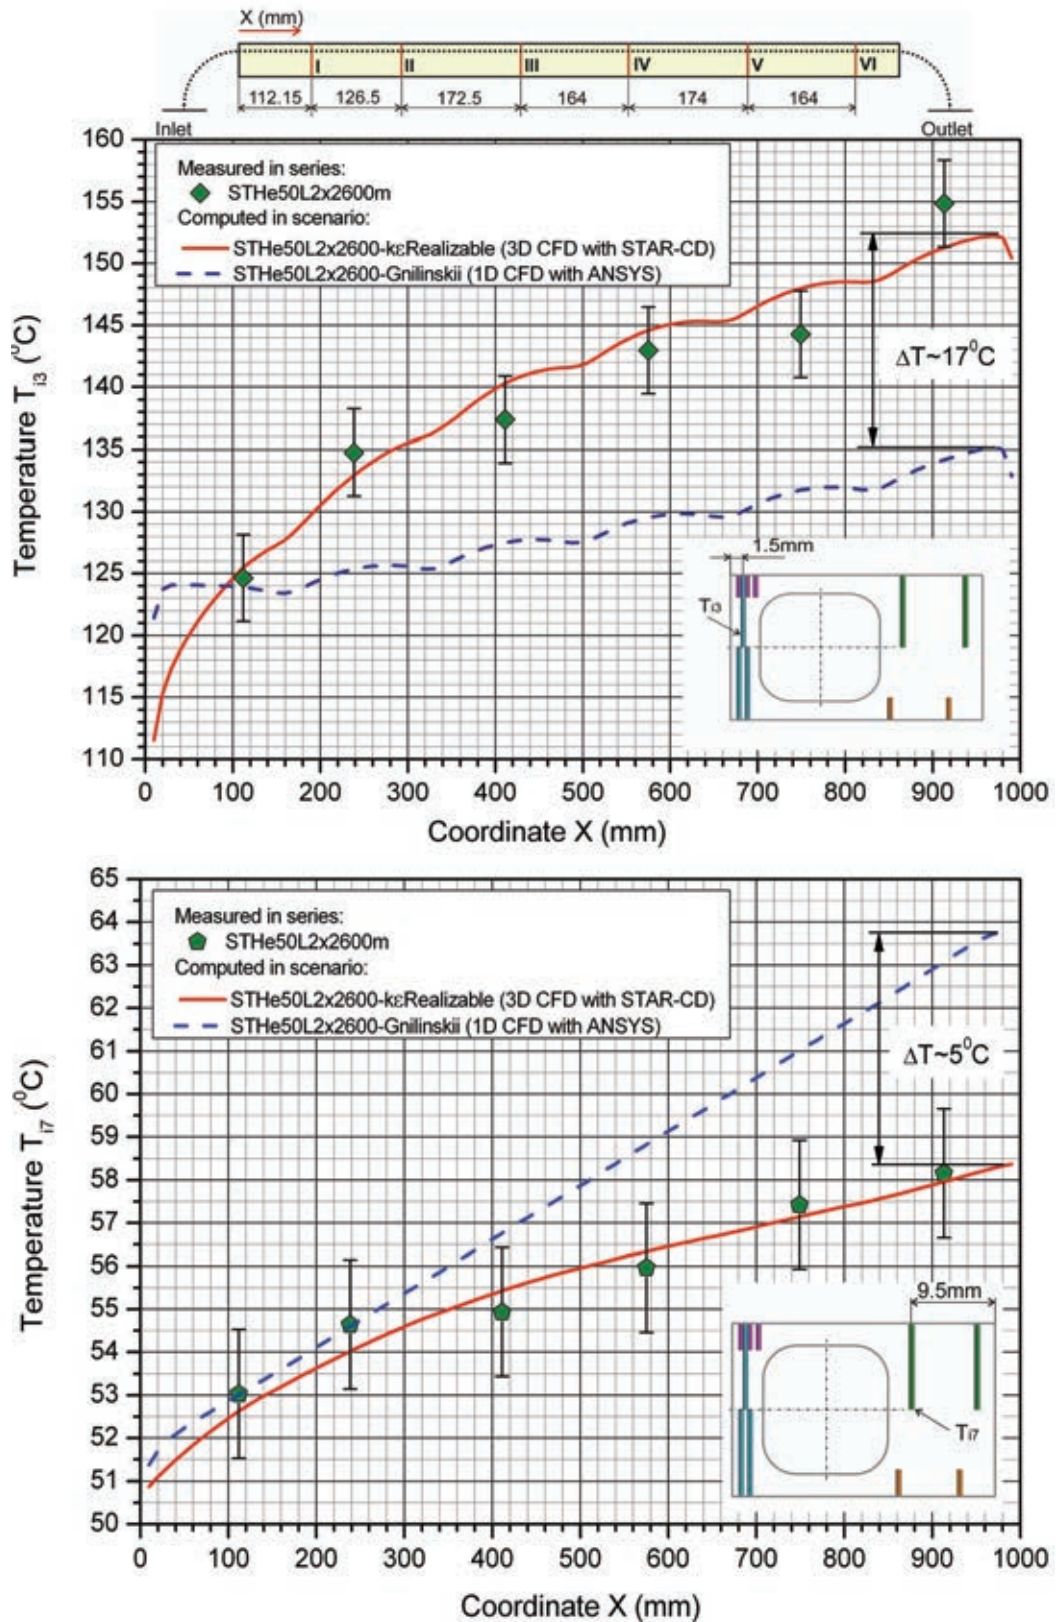 X (mm)
I II III IV V VI
112.15 126.5 172.5 164 174 164
Inlet Outlet
160
155
150
145
140
135
130
125
120
115
110
Temperature Ti3 (0C)
Measured in series:
STHe50L2x2600m
Computed in scenario:
STHe50L2x2600-kεRealizable (3D CFD with STAR-CD)
STHe50L2x2600-Gnilinskii (1D CFD with ANSYS)
ΔT~17⁰C
1.5mm
Ti3
0 100 200 300 400 500 600 700 800 900 1000
Coordinate X (mm)
65
64
63
62
61
60
59
58
57
56
55
54
53
52
51
50
Temperature Ti7 (⁰C)
Measured in series:
STHe50L2x2600m
Computed in scenario:
STHe50L2x2600-kεRealizable (3D CFD with STAR-CD)
STHe50L2x2600-Gnilinskii (1D CFD with ANSYS)
ΔT~5⁰C
9.5mm
Ti7
0 100 200 300 400 500 600 700 800 900 1000
Coordinate X (mm)